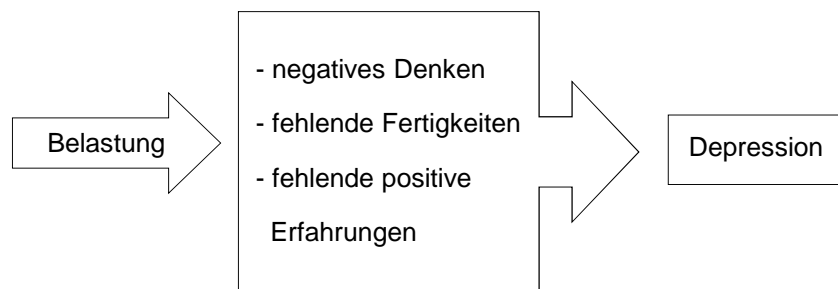 Belastung
- negatives Denken
- fehlende Fertigkeiten
- fehlende positive
Erfahrungen
Depression